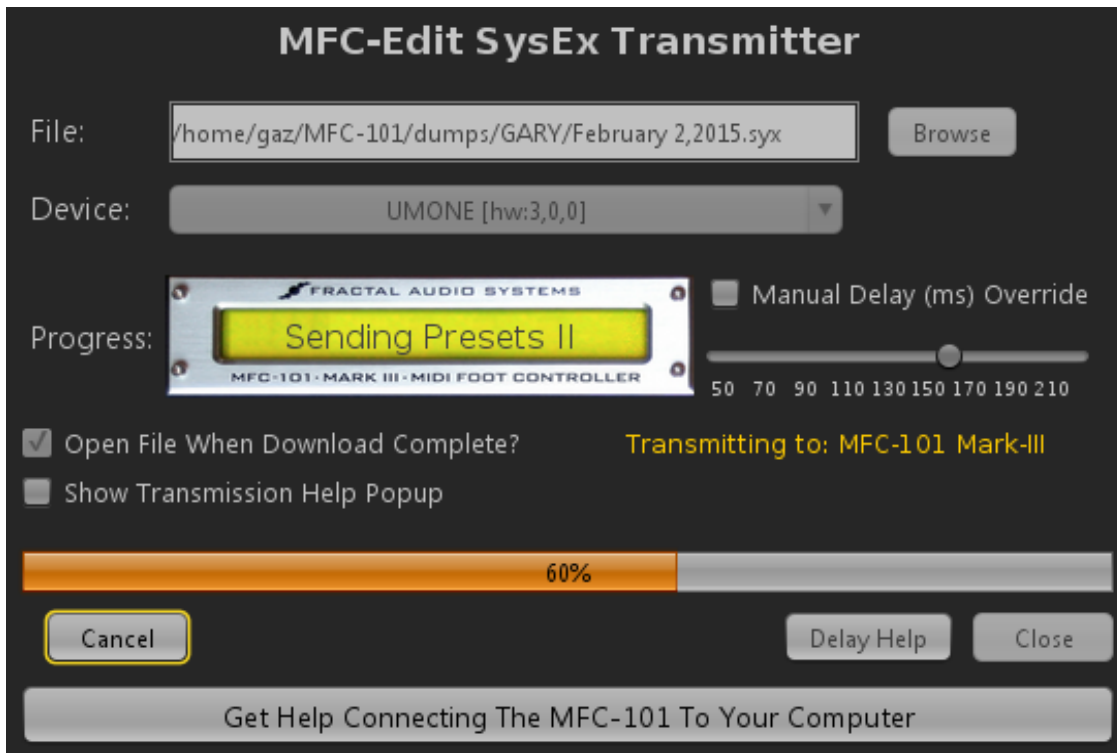 MFC-Edit SysEx Transmitter
File:
/home/gaz/MFC-101/dumps/GARY/February 2,2015.syx
Browse
Device:
UMONE [hw:3,0,0]
Progress:
FRACTAL AUDIO SYSTEMS
Sending Presets II
MFC-101-MARK III-MIDI FOOT CONTROLLER
Manual Delay (ms) Override
50 70 90 110 130 150 170 190 210
Open File When Download Complete?
Transmitting to: MFC-101 Mark-III
Show Transmission Help Popup
60%
Cancel
Delay Help
Close
Get Help Connecting The MFC-101 To Your Computer